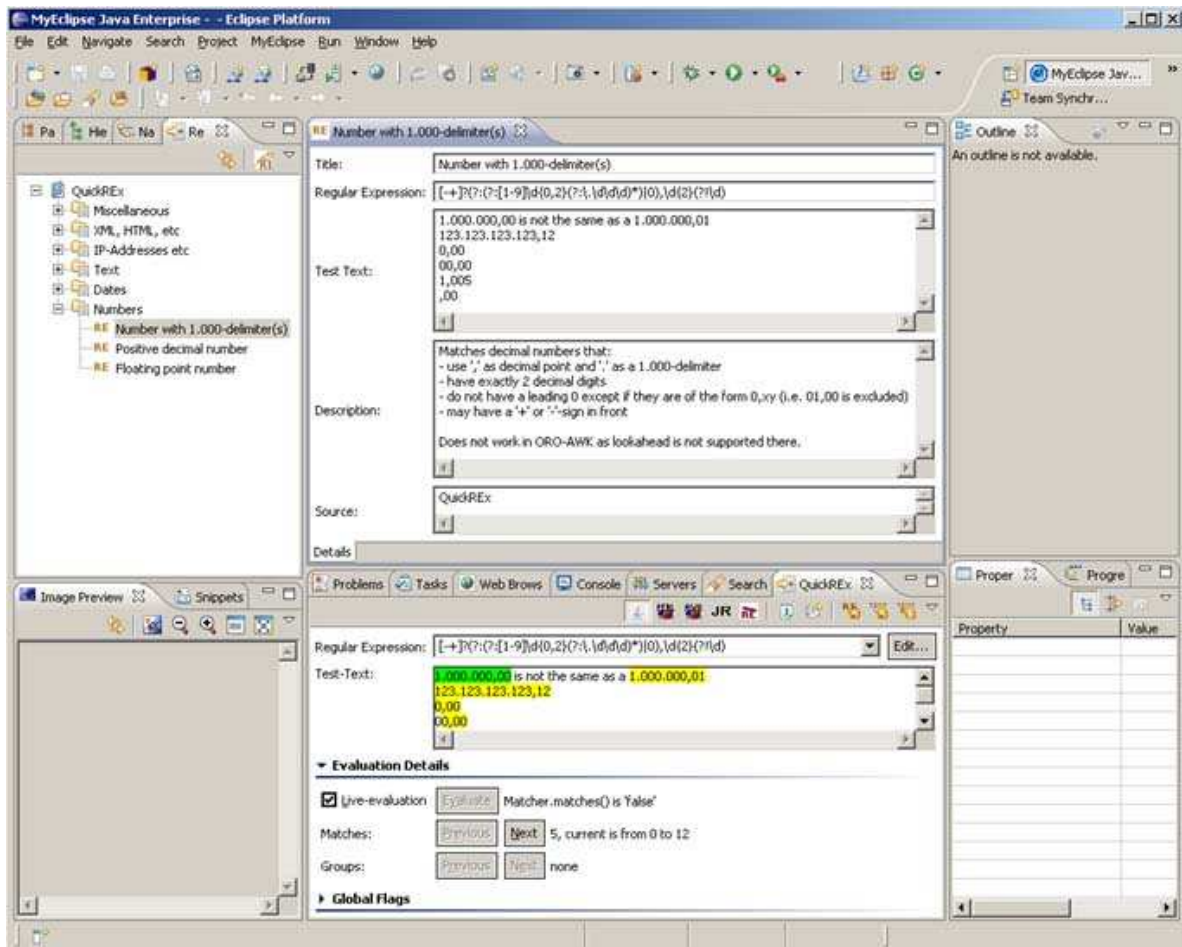 MyEclipse Java Enterprise - - Eclipse Platform
File Edit Navigate Search Project MyEclipse Run Window Help
MyEclipse Jav...
Team Synchr...
Pa Hie Na Re
QuickREx
Miscellaneous
XML, HTML, etc
IP-Addresses etc
Text
Dates
Numbers
RE Number with 1.000-delimiter(s)
RE Positive decimal number
RE Floating point number
RE Number with 1.000-delimiter(s)
Title: Number with 1.000-delimiter(s)
Regular Expression: [-+]?(?:(?:[1-9]\d{0,2}(?:\.\d\d\d)*)|0),\d{2}(?!\d)
Test Text:
1.000.000,00 is not the same as a 1.000.000,01
123.123.123.123,12
0,00
00,00
1,005
,00
Description:
Matches decimal numbers that:
- use ',' as decimal point and '.' as a 1.000-delimiter
- have exactly 2 decimal digits
- do not have a leading 0 except if they are of the form 0,xy (i.e. 01,00 is excluded)
- may have a '+' or '-'-sign in front
Does not work in ORO-AWK as lookahead is not supported there.
Source: QuickREx
Details
Outline
An outline is not available.
Image Preview Snippets
Problems Tasks Web Brows Console Servers Search QuickREx
JR
Regular Expression: [-+]?(?:(?:[1-9]\d{0,2}(?:\.\d\d\d)*)|0),\d{2}(?!\d) Edit...
Test-Text:
1.000.000,00 is not the same as a 1.000.000,01
123.123.123.123,12
0,00
00,00
Evaluation Details
Live-evaluation Evaluate Matcher.matches() is 'false'
Matches: Previous Next 5, current is from 0 to 12
Groups: Previous Next none
Global Flags
Proper Progre
Property Value